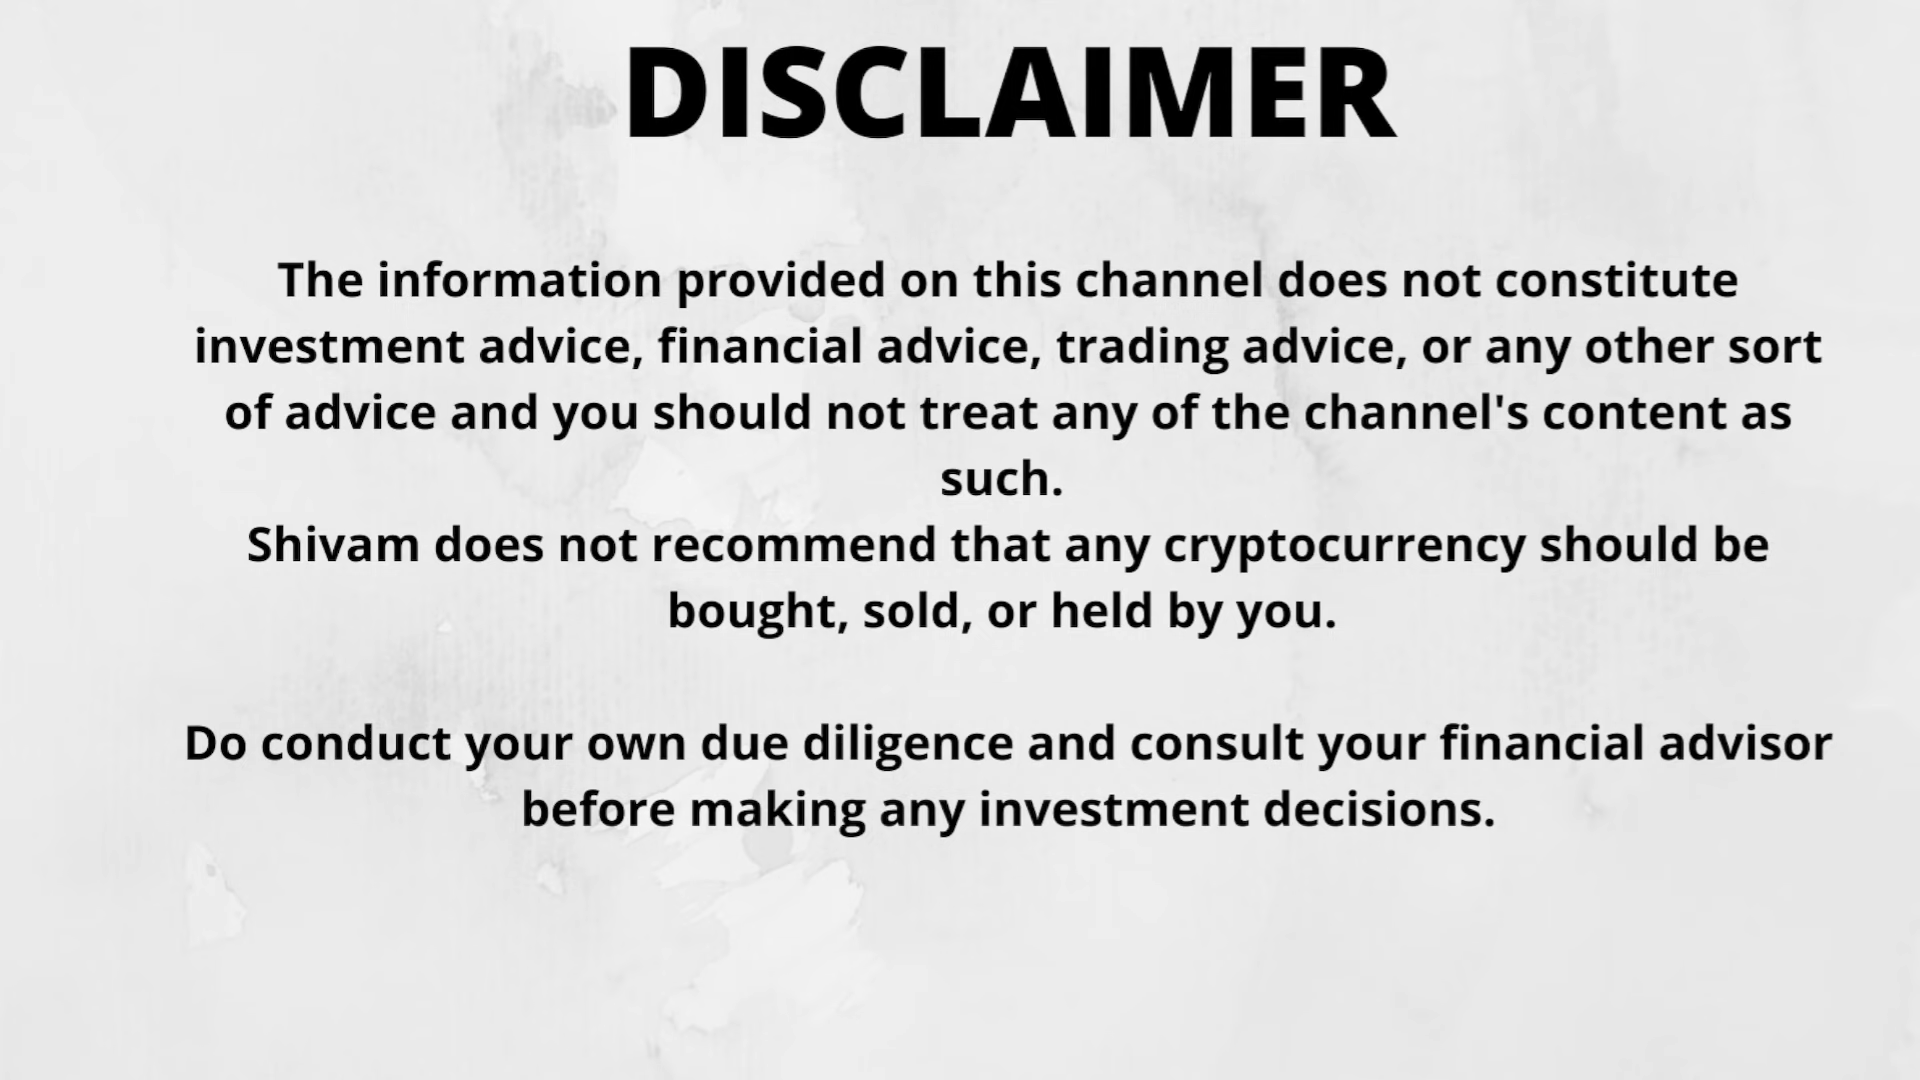 DISCLAIMER
The information provided on this channel does not constitute
investment advice, financial advice, trading advice, or any other sort
of advice and you should not treat any of the channel's content as
such.
Shivam does not recommend that any cryptocurrency should be
bought, sold, or held by you.
Do conduct your own due diligence and consult your financial advisor
before making any investment decisions.